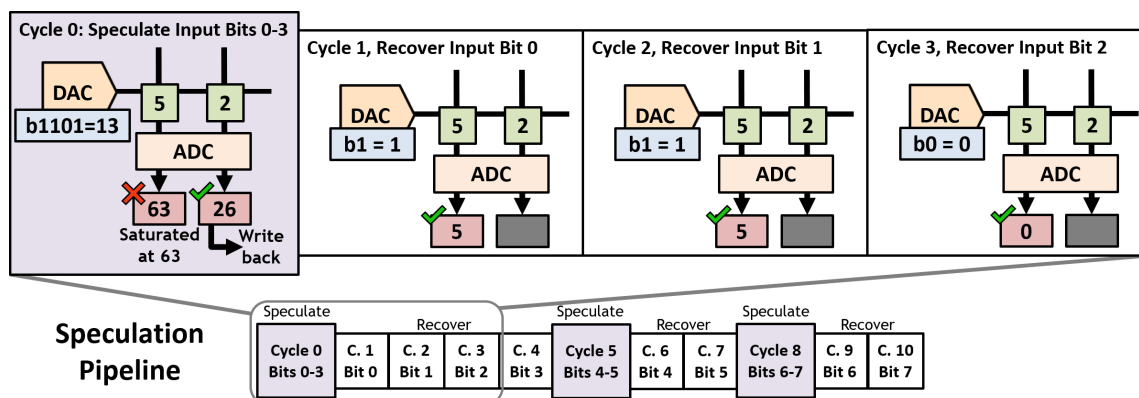 Cycle 0: Speculate Input Bits 0-3
DAC
b1101=13
5
2
ADC
63
26
Saturated
at 63
Write
back
Cycle 1, Recover Input Bit 0
DAC
b1 = 1
5
2
ADC
5
Cycle 2, Recover Input Bit 1
DAC
b1 = 1
5
2
ADC
5
Cycle 3, Recover Input Bit 2
DAC
b0 = 0
5
2
ADC
0
Speculation
Pipeline
Speculate
Recover
Speculate
Recover
Speculate
Recover
Cycle 0
Bits 0-3
C. 1
Bit 0
C. 2
Bit 1
C. 3
Bit 2
C. 4
Bit 3
Cycle 5
Bits 4-5
C. 6
Bit 4
C. 7
Bit 5
Cycle 8
Bits 6-7
C. 9
Bit 6
C. 10
Bit 7